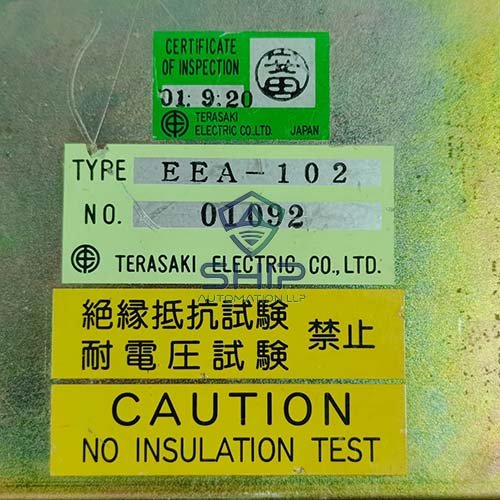 CERTIFICATE
OF INSPECTION
01. 9.20
TERASAKI
ELECTRIC CO.LTD. JAPAN
TYPE EEA-102
NO. 01092
SHIP
AUTOMATION LLP
TERASAKI ELECTRIC CO., LTD.
絶縁抵抗試験 禁止
耐電圧試験
CAUTION
NO INSULATION TEST